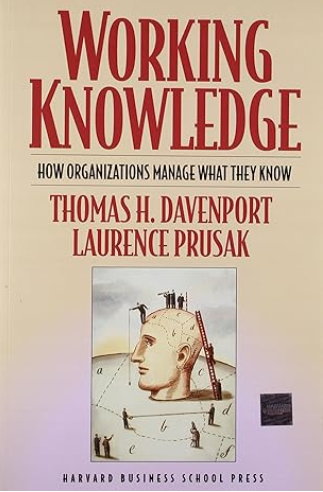 WORKING
KNOWLEDGE
HOW ORGANIZATIONS MANAGE WHAT THEY KNOW
THOMAS H. DAVENPORT
LAURENCE PRUSAK
a
b
c
d
e
f
HARVARD BUSINESS SCHOOL PRESS